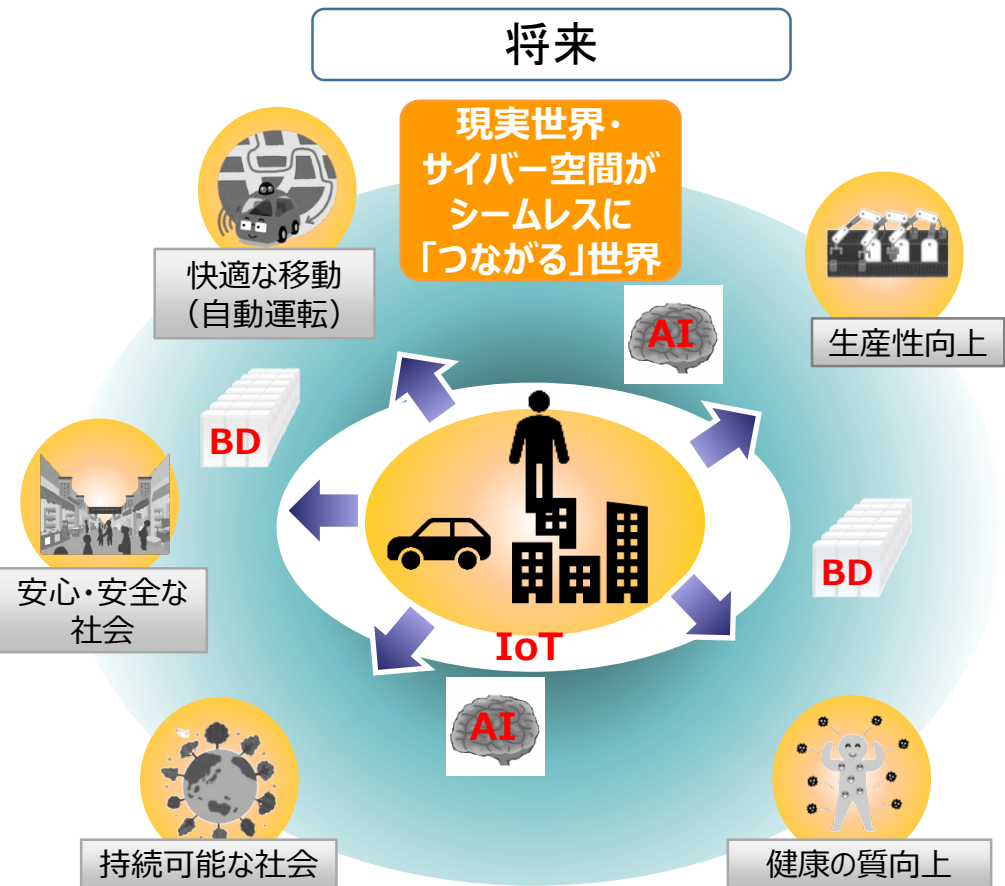 将来
現実世界・
サイバー空間が
シームレスに
「つながる」世界
快適な移動
（自動運転）
AI
生産性向上
BD
安心・安全な
社会
BD
IoT
AI
持続可能な社会
健康の質向上